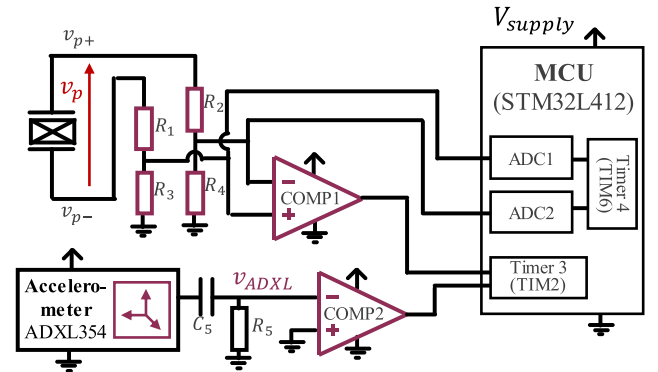 V_supply
v_p+
v_p
v_p−
R_1
R_2
R_3
R_4
−
+
COMP1
MCU
(STM32L412)
ADC1
ADC2
Timer 4
(TIM6)
Timer 3
(TIM2)
Accelero-
meter
ADXL354
C_5
v_ADXL
R_5
−
+
COMP2